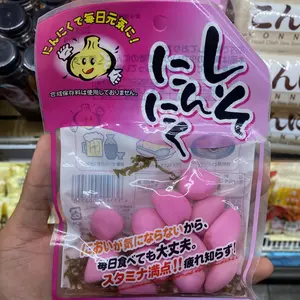 にんにくで毎日元気に!
合成保存料は使用しておりません。
しそ
にんにく
においが気にならないから、
毎日食べても大丈夫。
スタミナ満点!!疲れ知らず!
こん